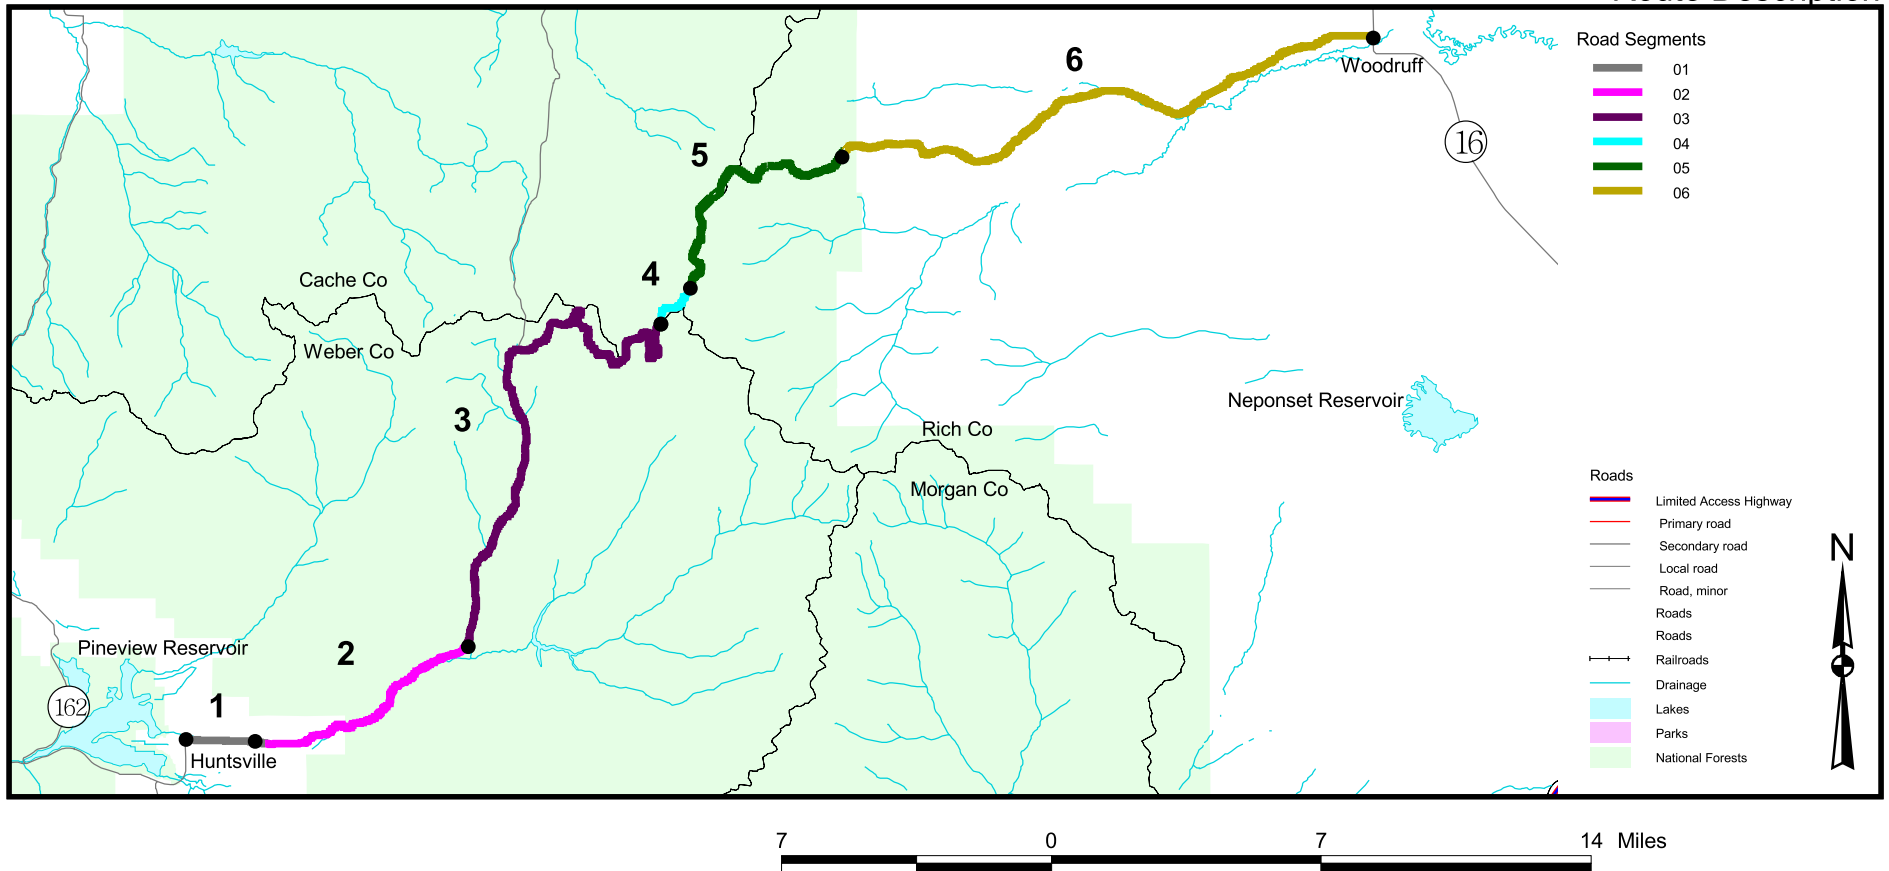 Route Description
6
Woodruff
Road Segments
01
02
03
04
05
06
16
5
4
Cache Co
Weber Co
3
Neponset Reservoir
Rich Co
Morgan Co
Roads
Limited Access Highway
Primary road
Secondary road
Local road
Road, minor
Roads
Roads
Railroads
Drainage
Lakes
Parks
National Forests
N
Pineview Reservoir
2
162
1
Huntsville
7 0 7 14 Miles